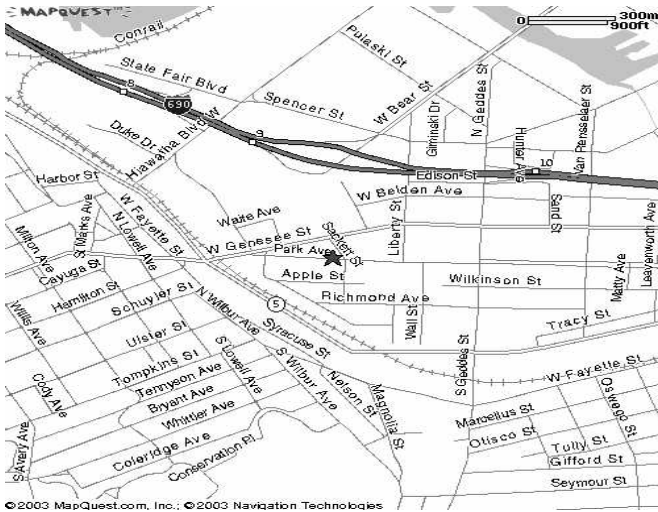 MAPQUEST
0 300m
900ft
Conrail
State Fair Blvd
Pulaski St
W Bear St
8
690
Spencer St
Duke Dr
Hiawatha Blvd W
9
Giminski Dr
N Geddes St
Hunter Ave
Van Rensselaer St
10
Edison St
Harbor St
W Belden Ave
Sand St
St Marks Ave
W Fayette St
N Lowell Ave
Waite Ave
W Genesee St
Sackett St
Liberty St
Leavenworth Ave
Milton Ave
Park Ave
Cayuga St
Apple St
Wilkinson St
Matty Ave
Hamilton St
Schuyler St
N Wilbur Ave
Richmond Ave
5
Willis Ave
Ulster St
Syracuse St
Wall St
Tracy St
Tompkins St
S Lowell Ave
S Wilbur Ave
S Geddes St
W Fayette St
Cody Ave
Tennyson Ave
Nelson St
Magnolia St
Oswego St
Bryant Ave
Whittier Ave
Marcellus St
Otisco St
S Avery Ave
Coleridge Ave
Conservation Pl
Tully St
Gifford St
Seymour St
©2003 MapQuest.com, Inc.; ©2003 Navigation Technologies